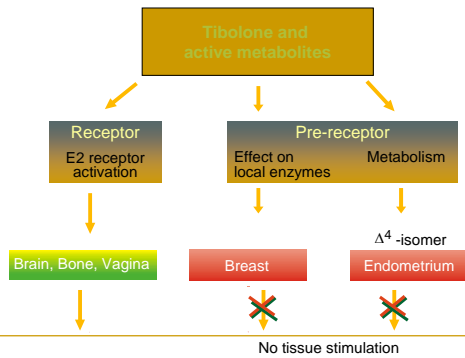 Tibolone and
active metabolites
Receptor
E2 receptor
activation
Pre-receptor
Effect on
local enzymes
Metabolism
Δ⁴ -isomer
Brain, Bone, Vagina
Breast
Endometrium
No tissue stimulation